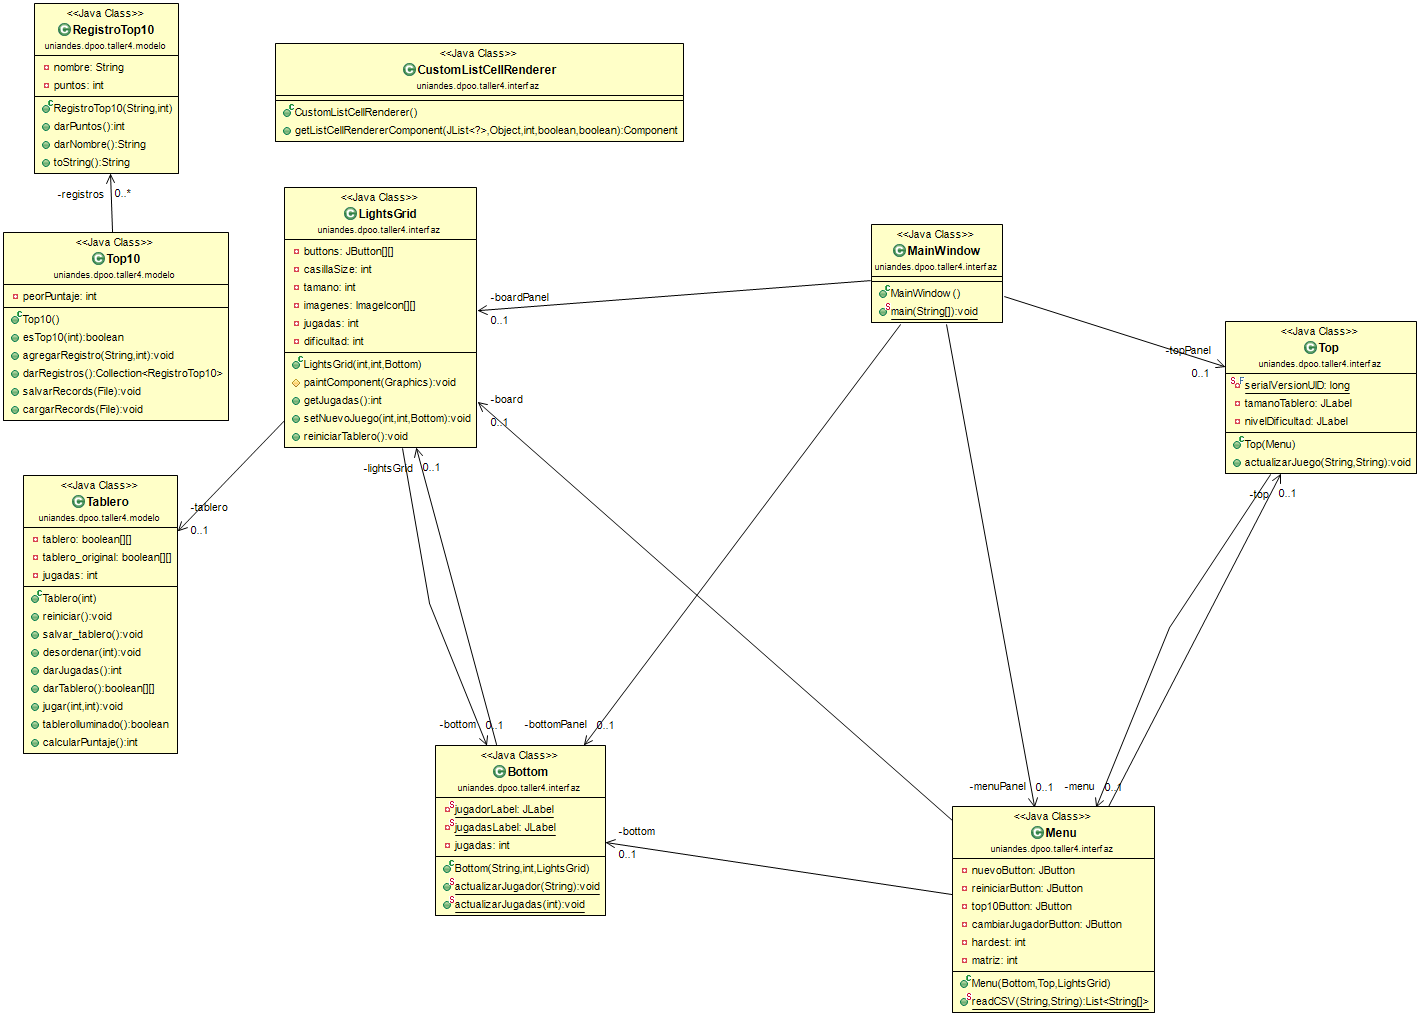 <<Java Class>>
RegistroTop10
uniandes.dpoo.taller4.modelo
nombre: String
puntos: int
RegistroTop10(String,int)
darPuntos():int
darNombre():String
toString():String
-registros
0..*
<<Java Class>>
Top10
uniandes.dpoo.taller4.modelo
peorPuntaje: int
Top10()
esTop10(int):boolean
agregarRegistro(String,int):void
darRegistros():Collection<RegistroTop10>
salvarRecords(File):void
cargarRecords(File):void
<<Java Class>>
CustomListCellRenderer
uniandes.dpoo.taller4.interfaz
CustomListCellRenderer()
getListCellRendererComponent(JList<?>,Object,int,boolean,boolean):Component
<<Java Class>>
LightsGrid
uniandes.dpoo.taller4.interfaz
buttons: JButton[][]
casillaSize: int
tamano: int
imagenes: ImageIcon[][]
jugadas: int
dificultad: int
LightsGrid(int,int,Bottom)
paintComponent(Graphics):void
getJugadas():int
setNuevoJuego(int,int,Bottom):void
reiniciarTablero():void
-boardPanel
0..1
-board
0..1
-lightsGrid
0..1
-tablero
0..1
<<Java Class>>
MainWindow
uniandes.dpoo.taller4.interfaz
MainWindow()
main(String[]):void
-topPanel
0..1
<<Java Class>>
Top
uniandes.dpoo.taller4.interfaz
serialVersionUID: long
tamanoTablero: JLabel
nivelDificultad: JLabel
Top(Menu)
actualizarJuego(String,String):void
-top
0..1
<<Java Class>>
Tablero
uniandes.dpoo.taller4.modelo
tablero: boolean[][]
tablero_original: boolean[][]
jugadas: int
Tablero(int)
reiniciar():void
salvar_tablero():void
desordenar(int):void
darJugadas():int
darTablero():boolean[][]
jugar(int,int):void
tableroIluminado():boolean
calcularPuntaje():int
-bottom
0..1
-bottomPanel
0..1
<<Java Class>>
Bottom
uniandes.dpoo.taller4.interfaz
jugadorLabel: JLabel
jugadasLabel: JLabel
jugadas: int
Bottom(String,int,LightsGrid)
actualizarJugador(String):void
actualizarJugadas(int):void
-bottom
0..1
-menuPanel
0..1
-menu
0..1
<<Java Class>>
Menu
uniandes.dpoo.taller4.interfaz
nuevoButton: JButton
reiniciarButton: JButton
top10Button: JButton
cambiarJugadorButton: JButton
hardest: int
matriz: int
Menu(Bottom,Top,LightsGrid)
readCSV(String,String):List<String[]>